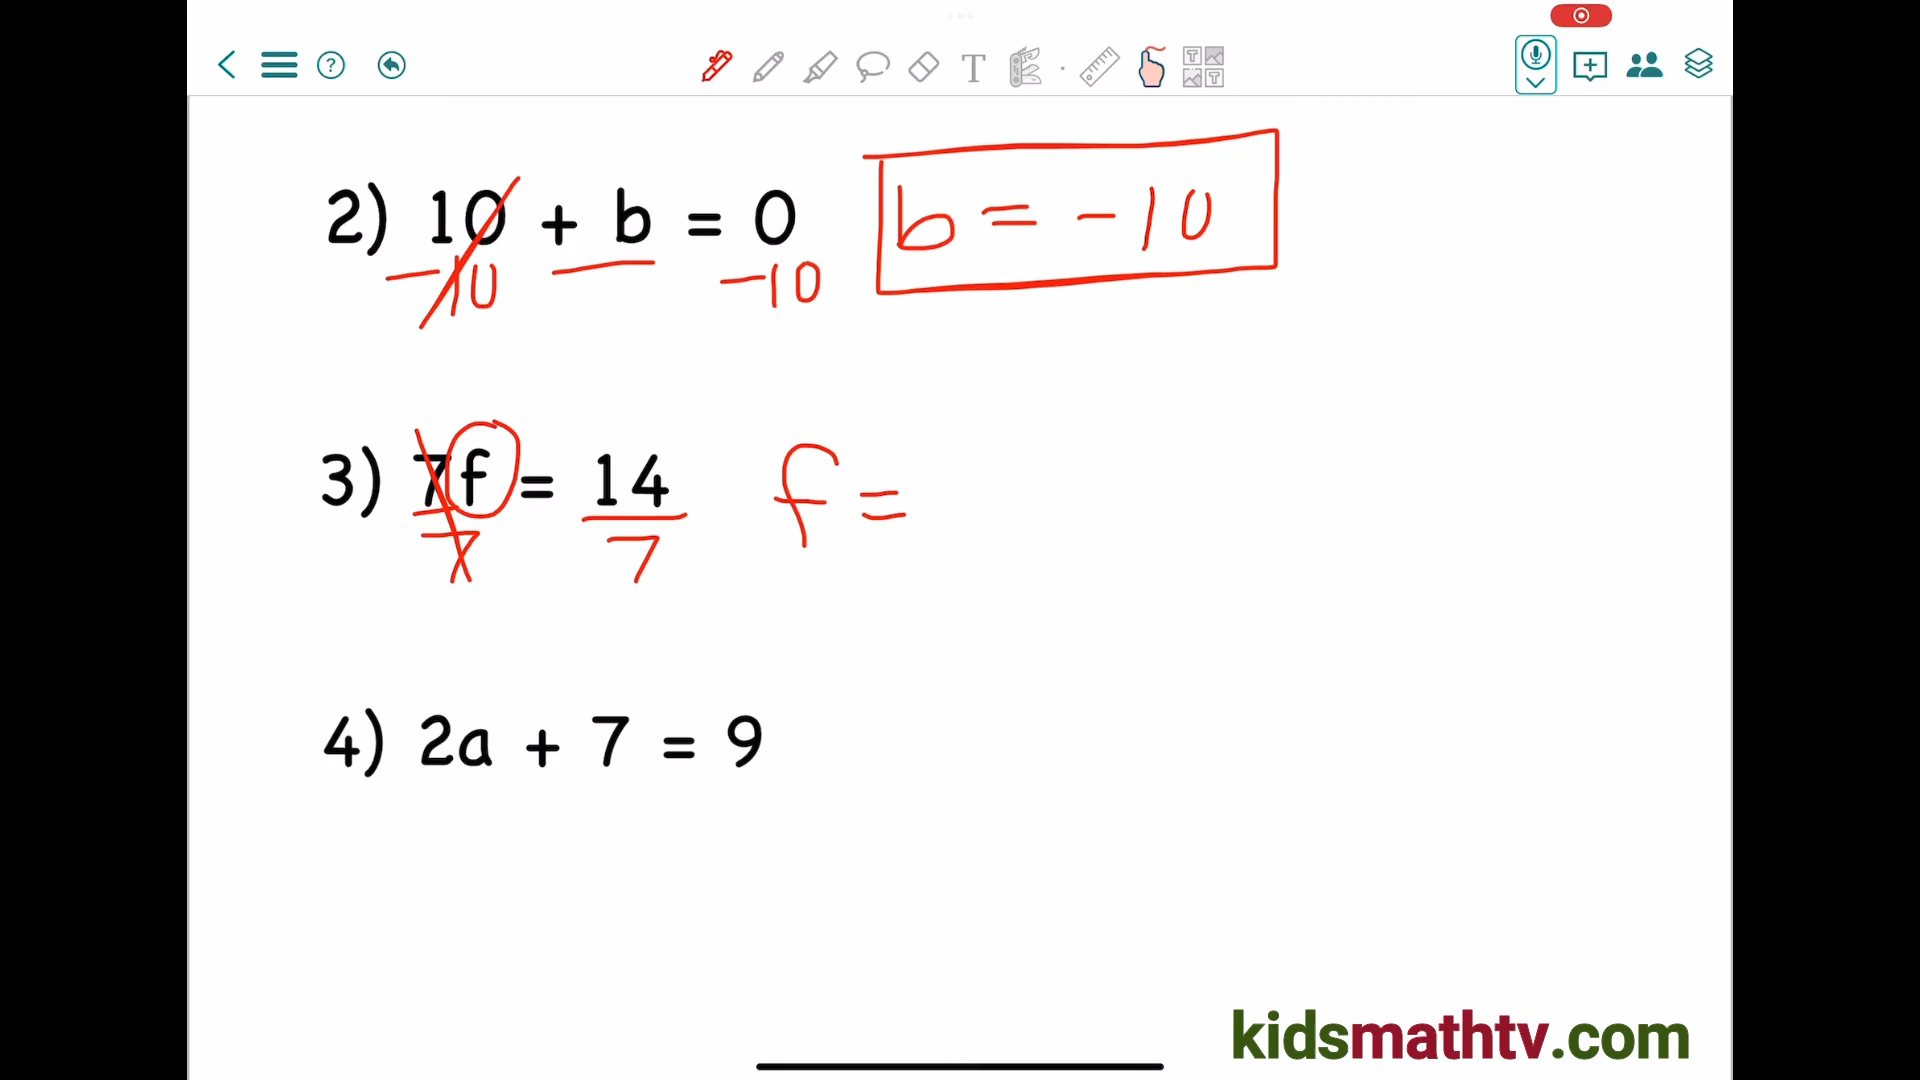 2) 10 + b = 0 b = -10
-10 -10
3) 7f = 14 f =
7 7
4) 2a + 7 = 9
kidsmathtv.com